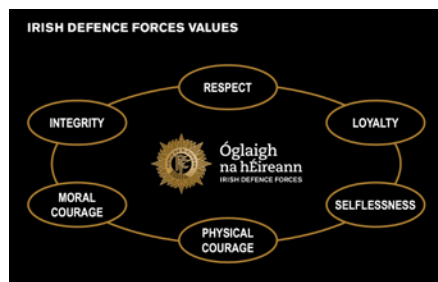 IRISH DEFENCE FORCES VALUES
RESPECT
INTEGRITY
LOYALTY
Óglaigh
na hÉireann
IRISH DEFENCE FORCES
MORAL
COURAGE
SELFLESSNESS
PHYSICAL
COURAGE